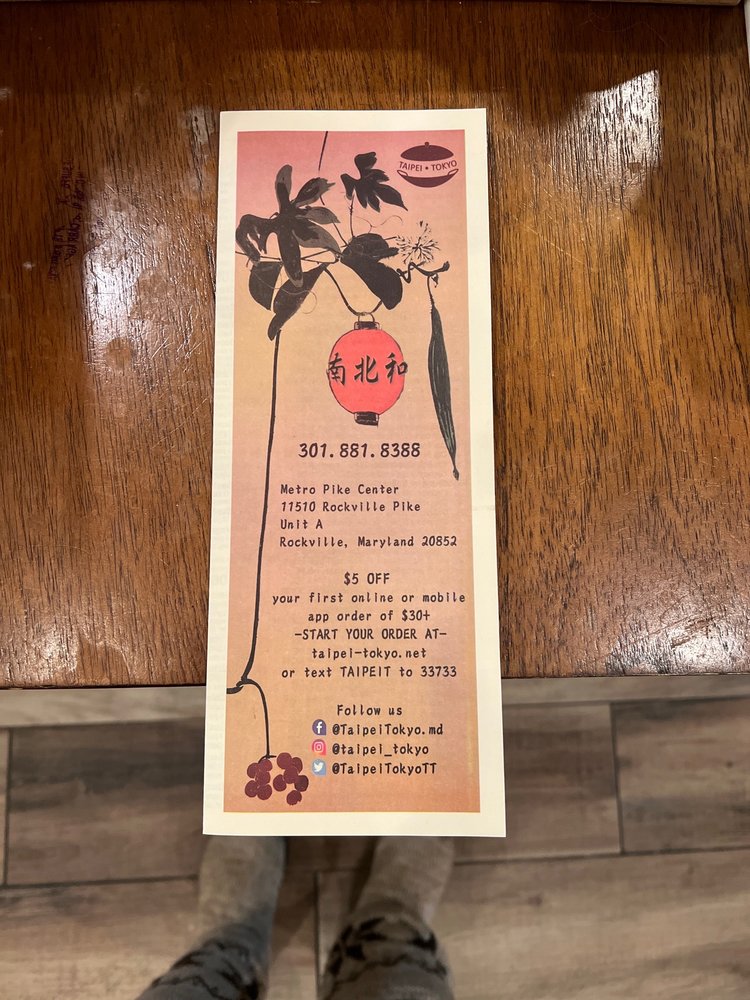 TAIPEI • TOKYO
南北和
301.881.8388
Metro Pike Center
11510 Rockville Pike
Unit A
Rockville, Maryland 20852
$5 OFF
your first online or mobile
app order of $30+
-START YOUR ORDER AT-
taipei-tokyo.net
or text TAIPEIT to 33733
Follow us
@TaipeiTokyo.md
@taipei_tokyo
@TaipeiTokyoTT